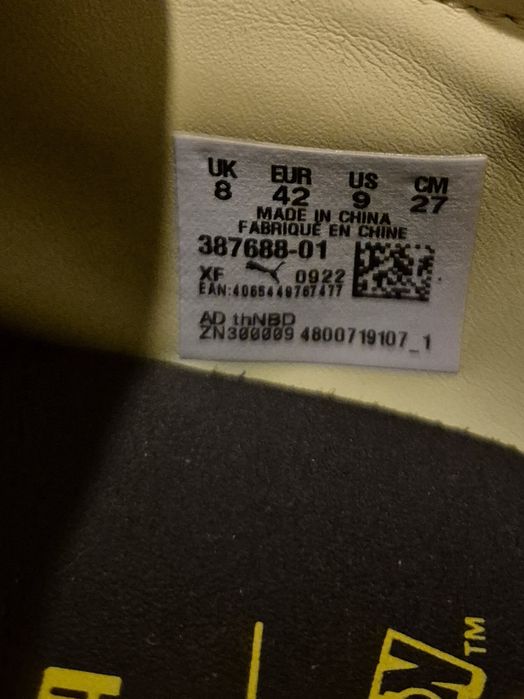 UK EUR US CM
8 42 9 27
MADE IN CHINA
FABRIQUÉ EN CHINE
387688-01
XF 0922
EAN:4065449767477
AD thNBD
ZN300009 4800719107_1
TM